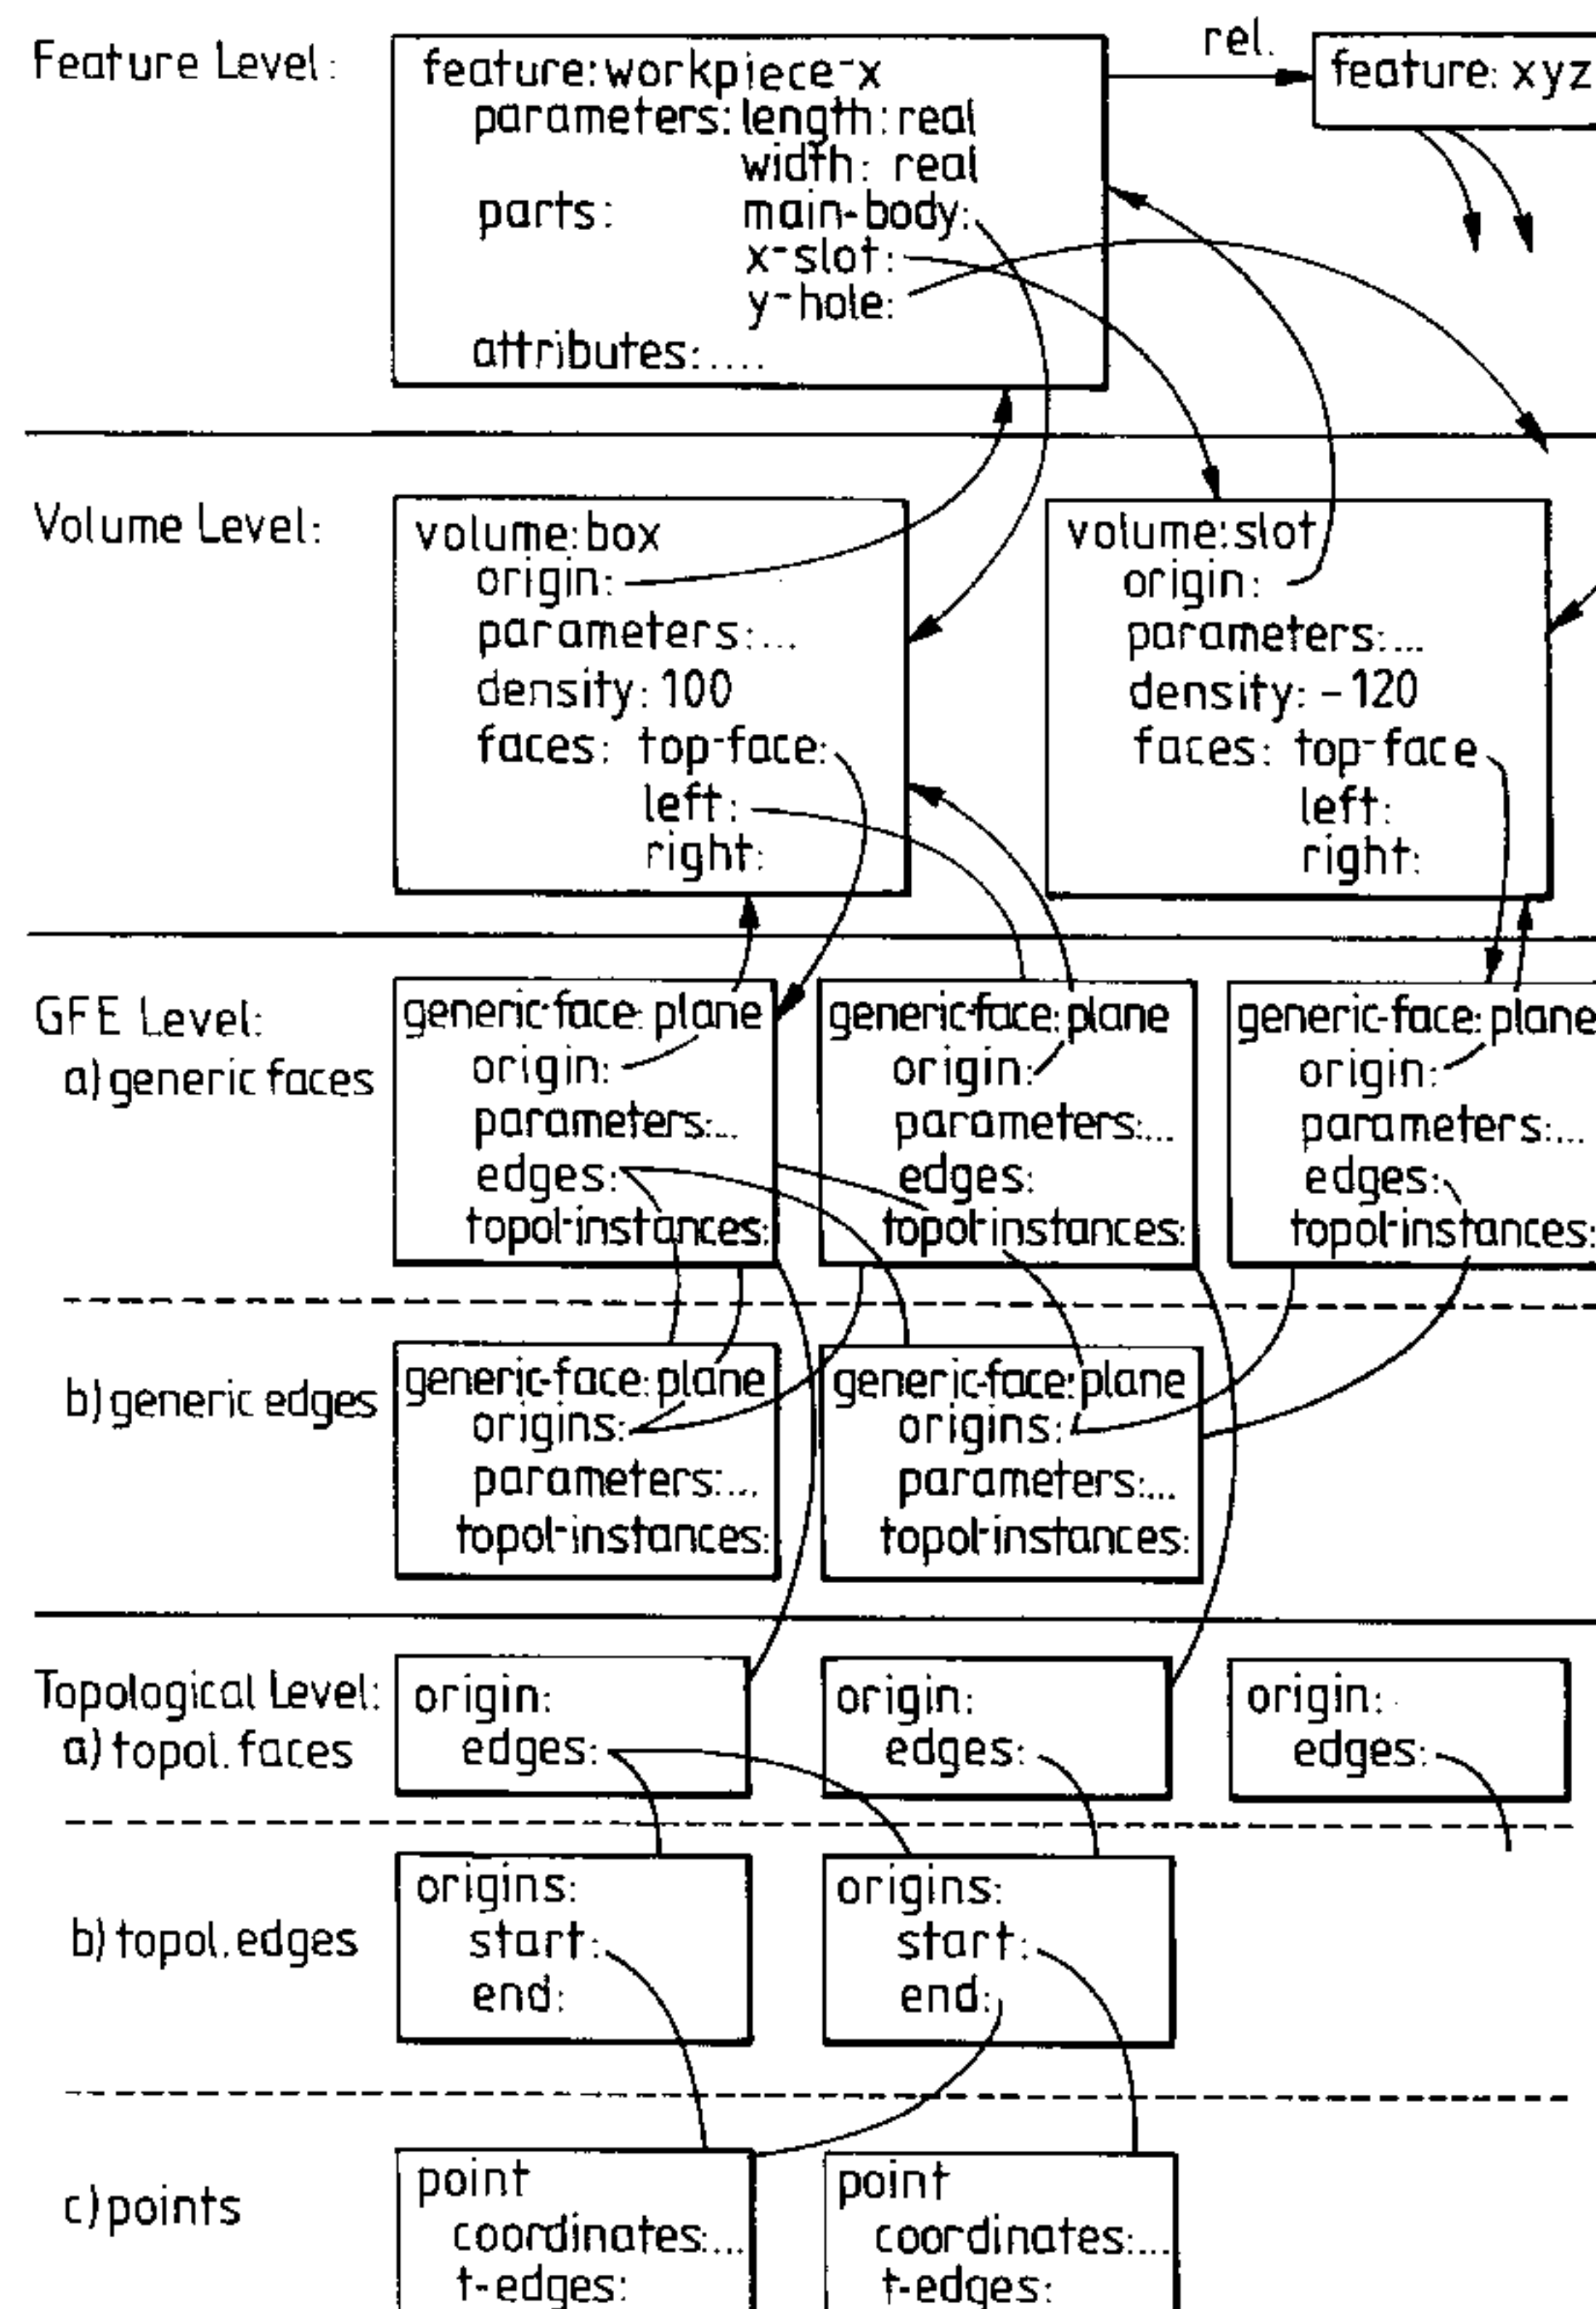 Feature Level:
feature:workpiece-x
parameters: length: real
width: real
parts: main-body:
x-slot:
y-hole:
attributes:....
rel.
feature: xyz
Volume Level:
volume:box
origin:
parameters:...
density: 100
faces: top-face:
left:
right:
volume:slot
origin:
parameters:...
density: -120
faces: top-face
left:
right:
GFE Level:
a) generic faces
generic-face: plane
origin:
parameters:...
edges:
topol-instances:
generic-face: plane
origin:
parameters:...
edges:
topol-instances:
generic-face: plane
origin:
parameters:...
edges:
topol-instances:
b) generic edges
generic-face: plane
origins:
parameters:...
topol-instances:
generic-face: plane
origins:
parameters:...
topol-instances:
Topological Level:
a) topol. faces
origin:
edges:
origin:
edges:
origin:
edges:
b) topol. edges
origins:
start:
end:
origins:
start:
end:
c) points
point
coordinates:...
t-edges:
point
coordinates:...
t-edges: